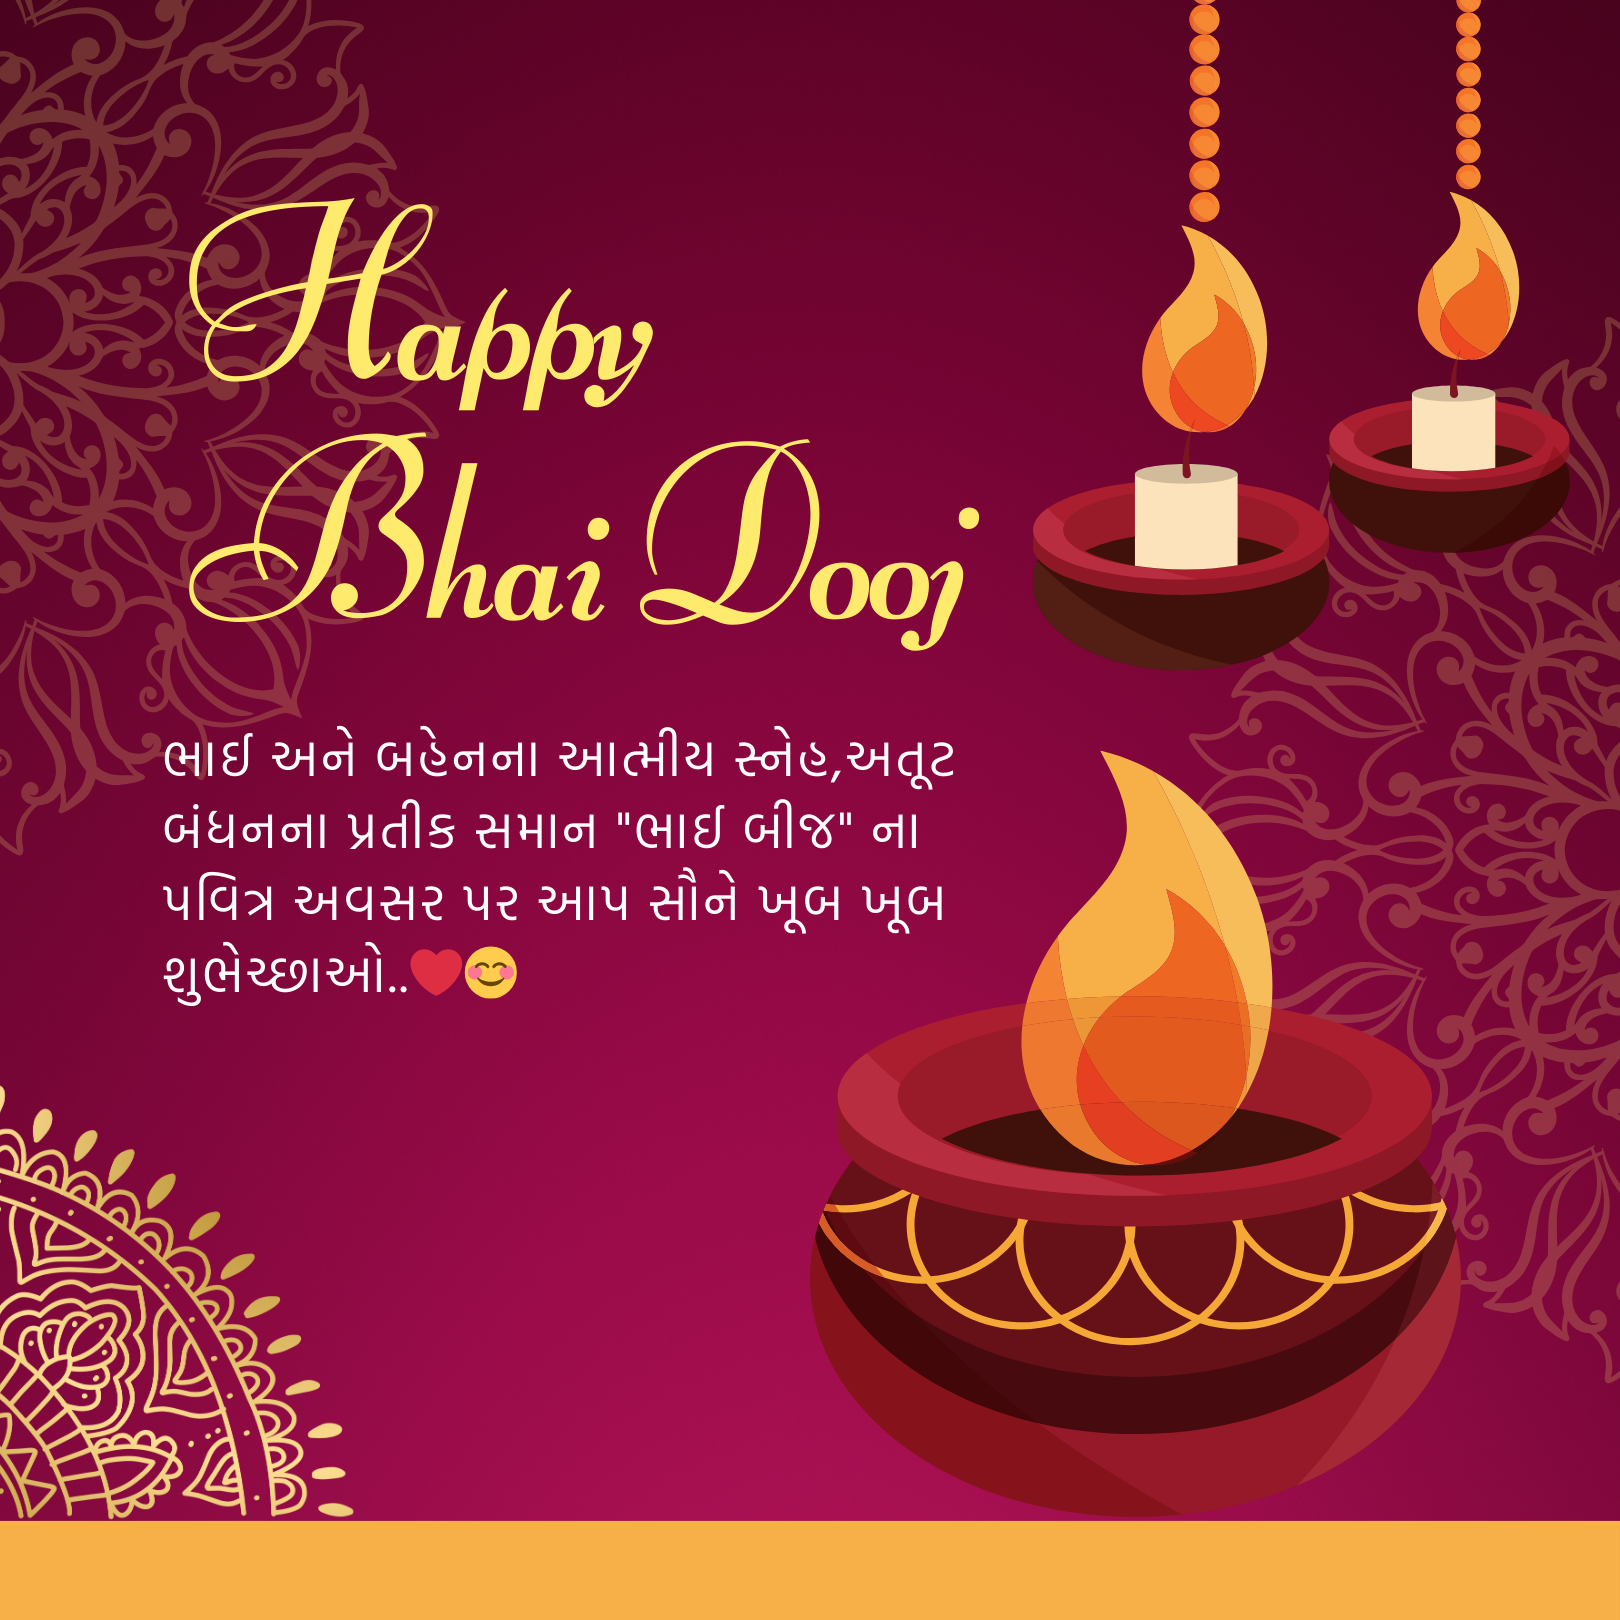 Happy
Bhai Dooj
ભાઈ અને બહેનના આત્મીય સ્નેહ,અતૂટ
બંધનના પ્રતીક સમાન "ભાઈ બીજ" ના
પવિત્ર અવસર પર આપ સૌને ખૂબ ખૂબ
શુભેચ્છાઓ..❤😊